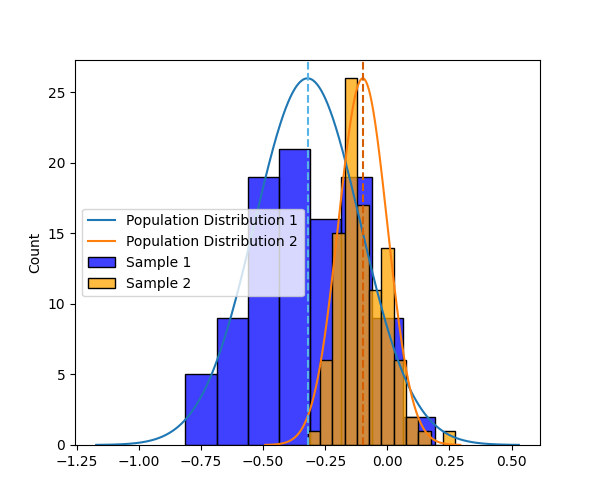 25
20
15
10
5
0
Count
Population Distribution 1
Population Distribution 2
Sample 1
Sample 2
−1.25 −1.00 −0.75 −0.50 −0.25 0.00 0.25 0.50